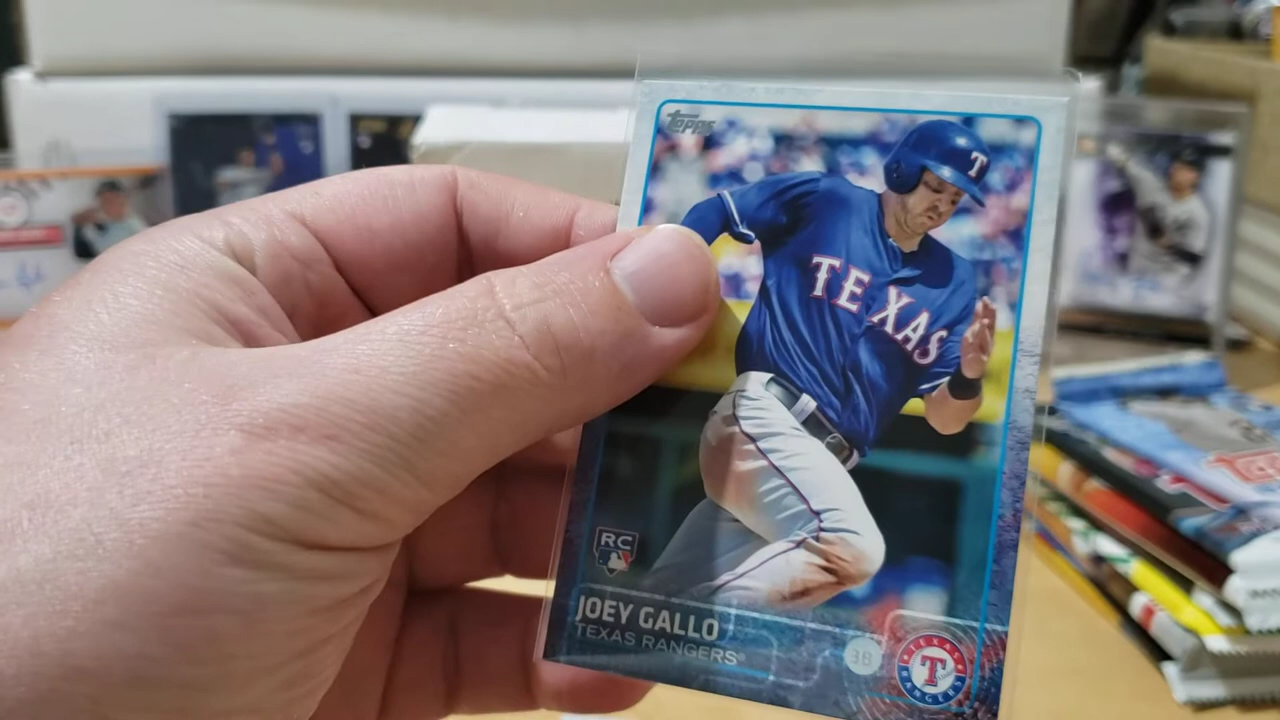 Topps
T
TEXAS
RC
JOEY GALLO
TEXAS RANGERS
3B
TEXAS
T
RANGERS